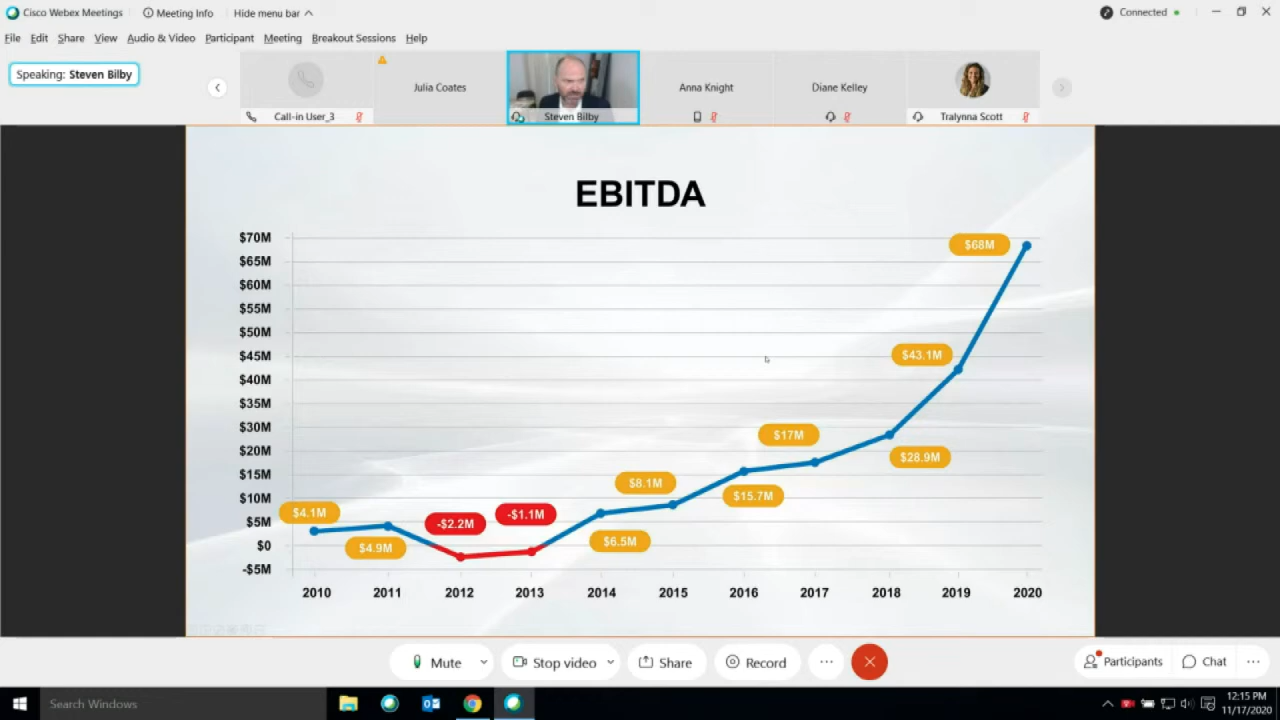 Cisco Webex Meetings Meeting Info Hide menu bar Connected
File Edit Share View Audio & Video Participant Meeting Breakout Sessions Help
Speaking: Steven Bilby
Julia Coates Anna Knight Diane Kelley
Call-in User_3 Steven Bilby Tralynna Scott
EBITDA
$70M
$68M
$65M
$60M
$55M
$50M
$45M
$43.1M
$40M
$35M
$30M
$17M
$20M
$28.9M
$15M
$8.1M
$15.7M
$10M
$4.1M
-$1.1M
$5M
-$2.2M
$6.5M
$0
$4.9M
-$5M
2010 2011 2012 2013 2014 2015 2016 2017 2018 2019 2020
Mute Stop video Share Record Participants Chat
Search Windows
12:15 PM
11/17/2020